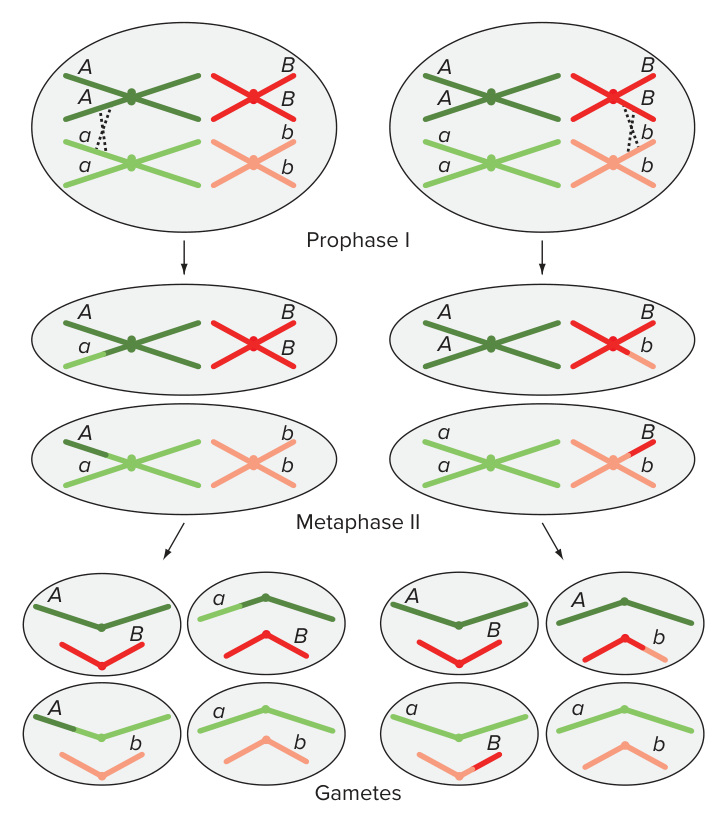 A B A B
A B A B
a b a b
a b a b
Prophase I
A B A B
a B A b
A b a B
a b a b
Metaphase II
A a A A
B B B b
A a a a
b b B b
Gametes